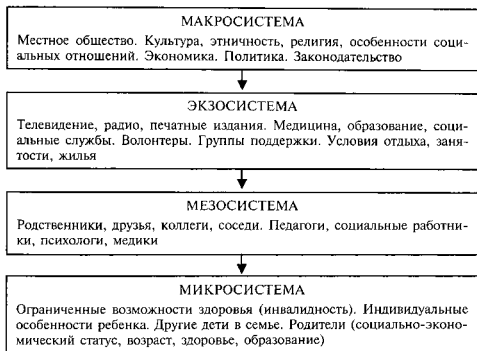 МАКРОСИСТЕМА
Местное общество. Культура, этничность, религия, особенности соци-
альных отношений. Экономика. Политика. Законодательство
ЭКЗОСИСТЕМА
Телевидение, радио, печатные издания. Медицина, образование, соци-
альные службы. Волонтеры. Группы поддержки. Условия отдыха, заня-
тости, жилья
МЕЗОСИСТЕМА
Родственники, друзья, коллеги, соседи. Педагоги, социальные работни-
ки, психологи, медики
МИКРОСИСТЕМА
Ограниченные возможности здоровья (инвалидность). Индивидуальные
особенности ребенка. Другие дети в семье. Родители (социально-эконо-
мический статус, возраст, здоровье, образование)